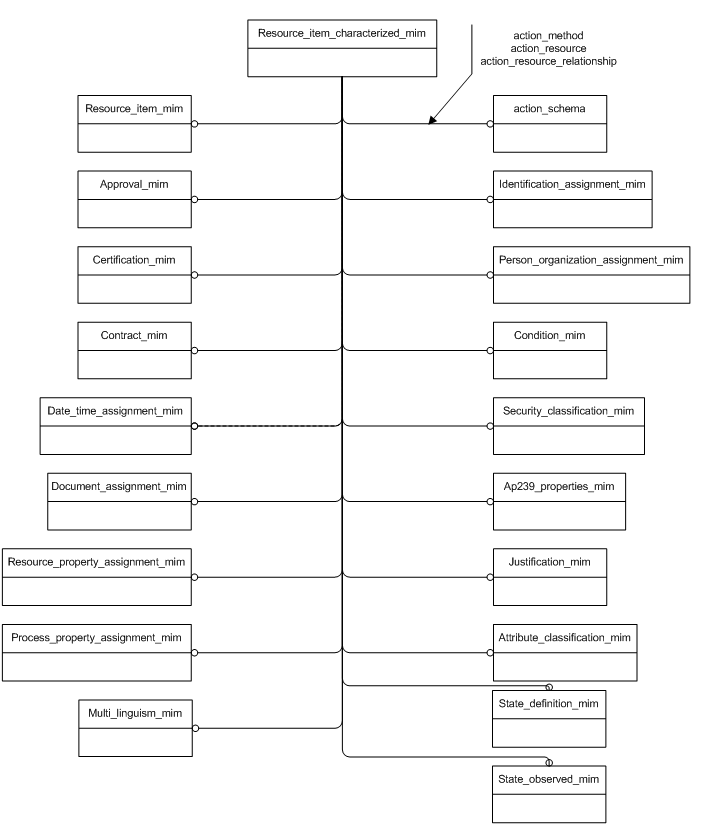 Resource_item_characterized_mim
action_method
action_resource
action_resource_relationship
Resource_item_mim
action_schema
Approval_mim
Identification_assignment_mim
Certification_mim
Person_organization_assignment_mim
Contract_mim
Condition_mim
Date_time_assignment_mim
Security_classification_mim
Document_assignment_mim
Ap239_properties_mim
Resource_property_assignment_mim
Justification_mim
Process_property_assignment_mim
Attribute_classification_mim
State_definition_mim
Multi_linguism_mim
State_observed_mim